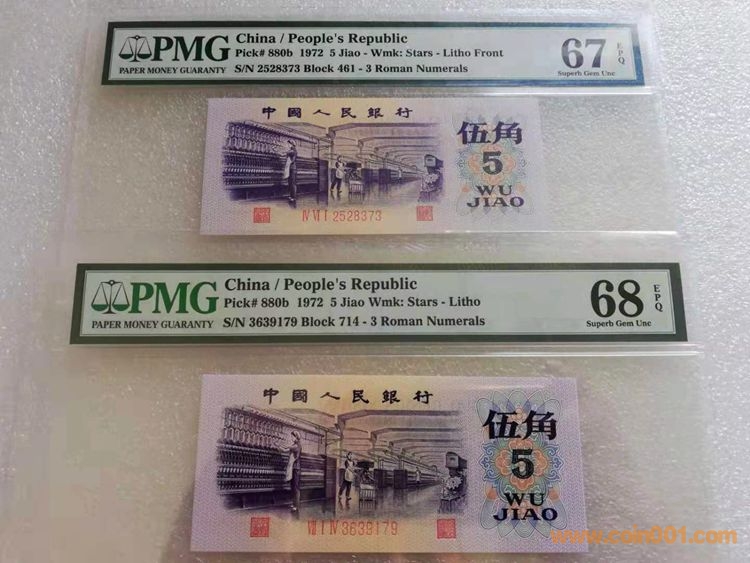 PMG
PAPER MONEY GUARANTY
China / People's Republic
Pick# 880b 1972 5 Jiao - Wmk: Stars - Litho Front
S/N 2528373 Block 461 - 3 Roman Numerals
67 EPQ
Superb Gem Unc
中國人民銀行
伍角
5
WU
JIAO
IV VI I 2528373
PMG
PAPER MONEY GUARANTY
China / People's Republic
Pick# 880b 1972 5 Jiao Wmk: Stars - Litho
S/N 3639179 Block 714 - 3 Roman Numerals
68 EPQ
Superb Gem Unc
中國人民銀行
伍角
5
WU
JIAO
VII I IV 3639179
www.coin001.com